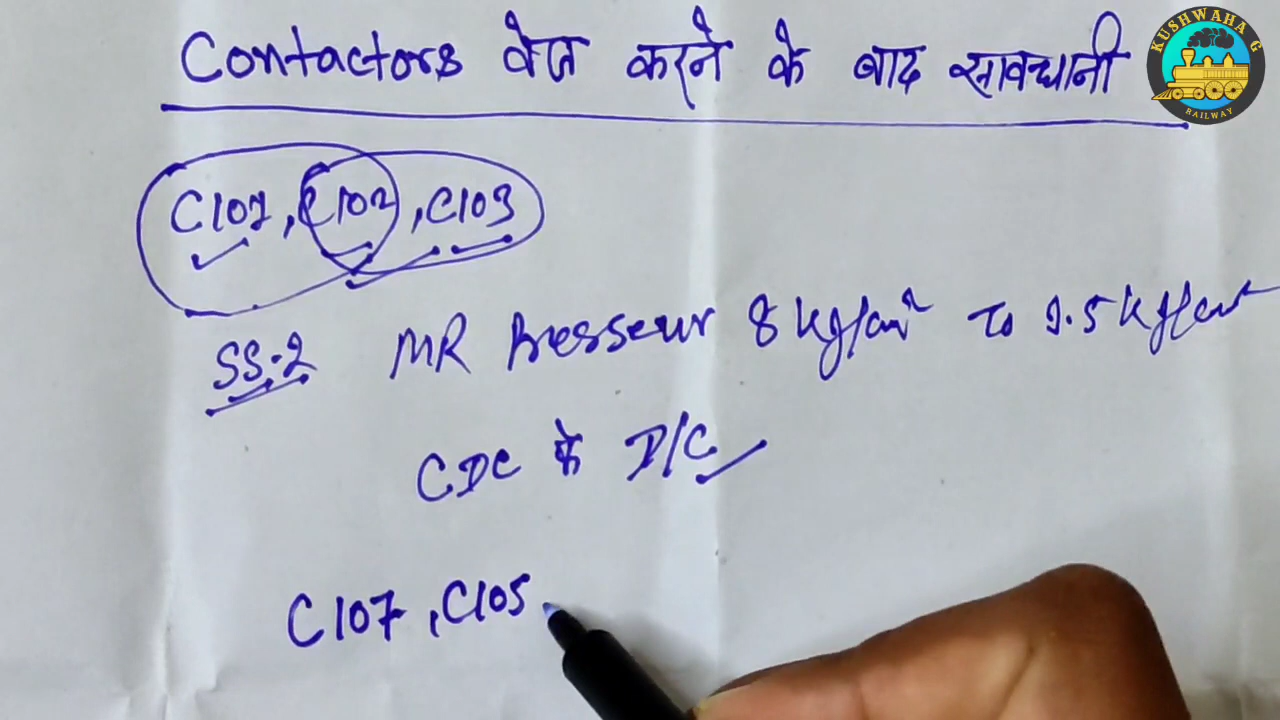 Contactors वेज करने के बाद सावधानी
KUSHWAHA G
RAILWAY
C107, C102, C103
SS-2 MR Presseur 8 kg/cm² To 9.5 kg/cm²
CDC के D/C
C107, C105